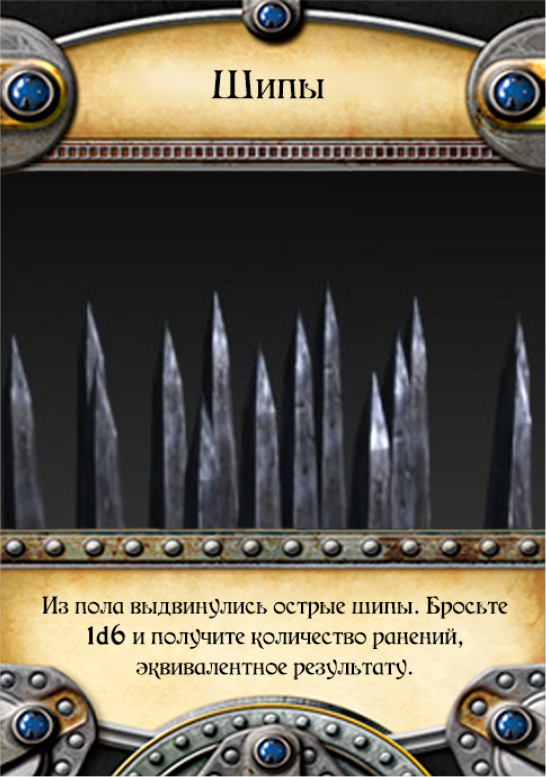 Шипы
Из пола выдвинулись острые шипы. Бросьте
1d6 и получите количество ранений,
эквивалентное результату.